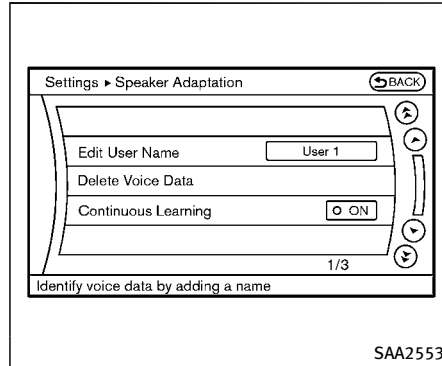 Settings ▸ Speaker Adaptation
BACK
Edit User Name
User 1
Delete Voice Data
Continuous Learning
ON
1/3
Identify voice data by adding a name
SAA2553